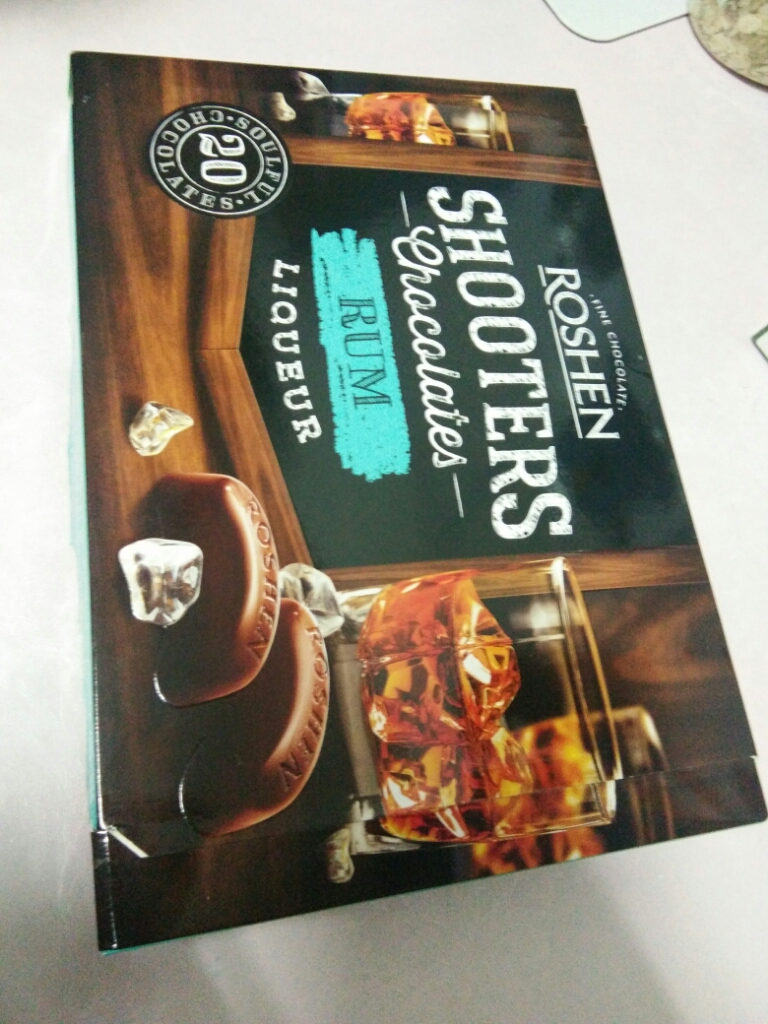 FINE CHOCOLATE
ROSHEN
SHOOTERS
Chocolates
RUM
LIQUEUR
SOULFUL
20
CHOCOLATES
ROSHEN
ROSHEN